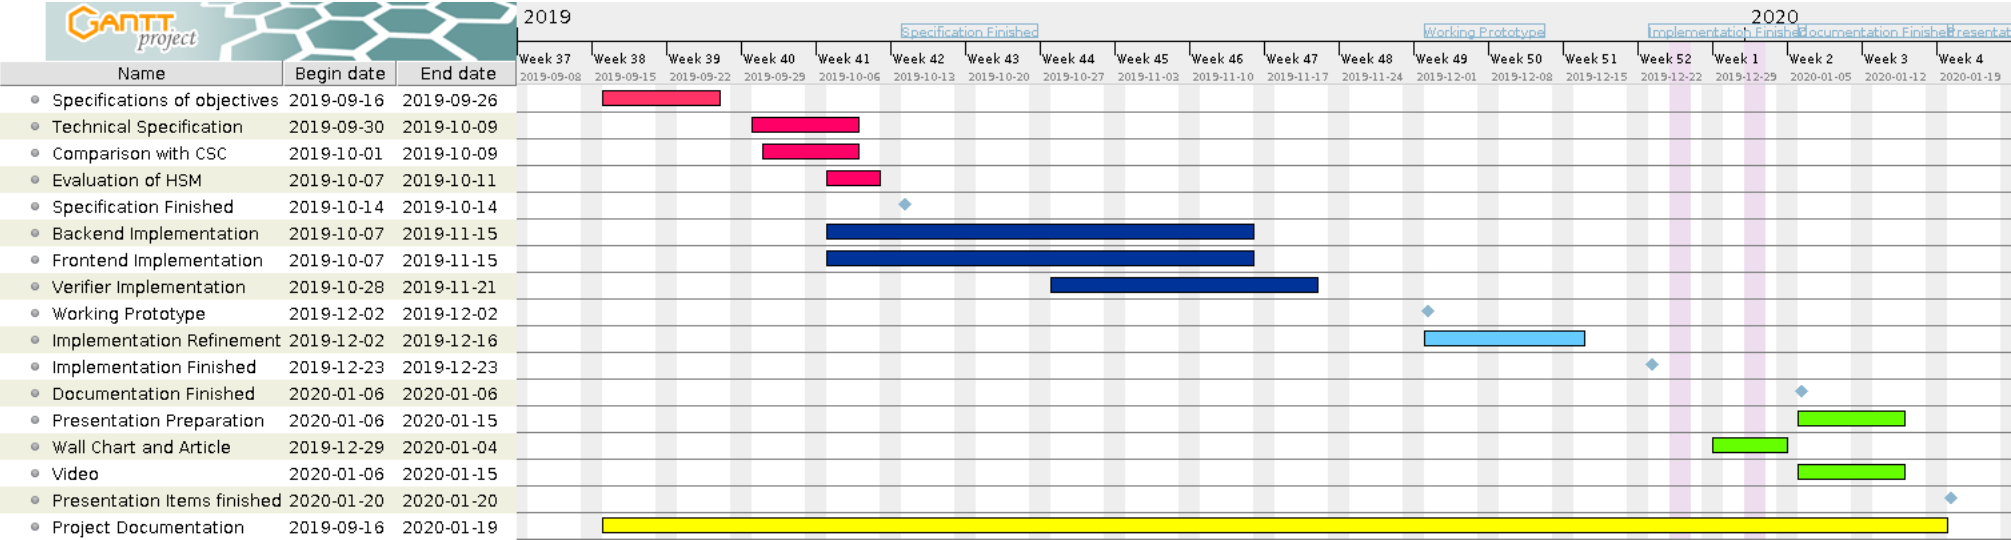 GANTT
project
2019 2020
Specification Finished Working Prototype Implementation Finished Documentation Finished Presentat
Week 37 Week 38 Week 39 Week 40 Week 41 Week 42 Week 43 Week 44 Week 45 Week 46 Week 47 Week 48 Week 49 Week 50 Week 51 Week 52 Week 1 Week 2 Week 3 Week 4
Name Begin date End date
2019-09-08 2019-09-15 2019-09-22 2019-09-29 2019-10-06 2019-10-13 2019-10-20 2019-10-27 2019-11-03 2019-11-10 2019-11-17 2019-11-24 2019-12-01 2019-12-08 2019-12-15 2019-12-22 2019-12-29 2020-01-05 2020-01-12 2020-01-19
Specifications of objectives 2019-09-16 2019-09-26
Technical Specification 2019-09-30 2019-10-09
Comparison with CSC 2019-10-01 2019-10-09
Evaluation of HSM 2019-10-07 2019-10-11
Specification Finished 2019-10-14 2019-10-14
Backend Implementation 2019-10-07 2019-11-15
Frontend Implementation 2019-10-07 2019-11-15
Verifier Implementation 2019-10-28 2019-11-21
Working Prototype 2019-12-02 2019-12-02
Implementation Refinement 2019-12-02 2019-12-16
Implementation Finished 2019-12-23 2019-12-23
Documentation Finished 2020-01-06 2020-01-06
Presentation Preparation 2020-01-06 2020-01-15
Wall Chart and Article 2019-12-29 2020-01-04
Video 2020-01-06 2020-01-15
Presentation Items finished 2020-01-20 2020-01-20
Project Documentation 2019-09-16 2020-01-19